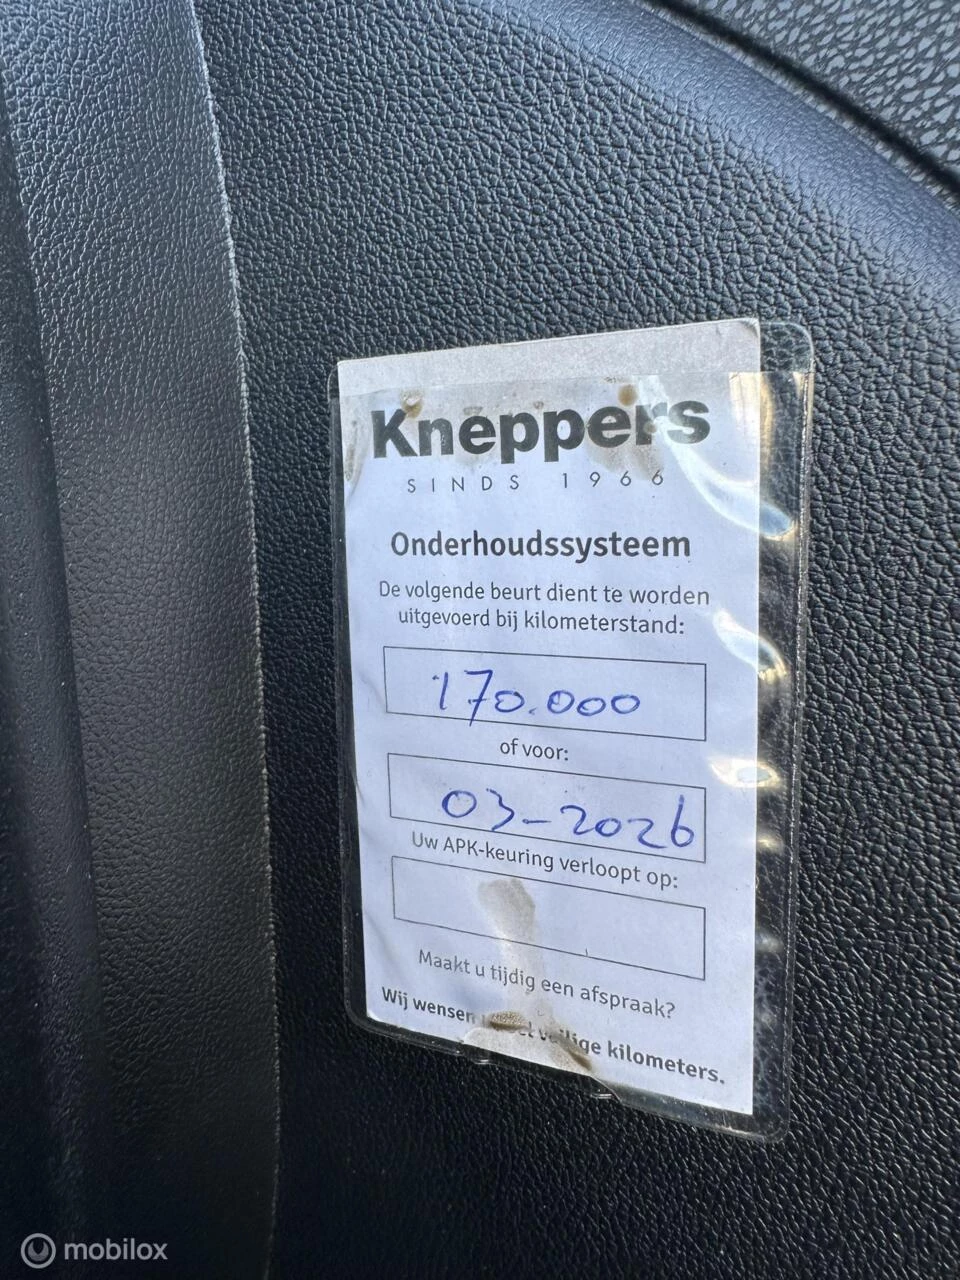 Kneppers
SINDS 1966
Onderhoudssysteem
De volgende beurt dient te worden
uitgevoerd bij kilometerstand:
170.000
of voor:
03-2026
Uw APK-keuring verloopt op:
Maakt u tijdig een afspraak?
Wij wensen veilige kilometers.
mobilox